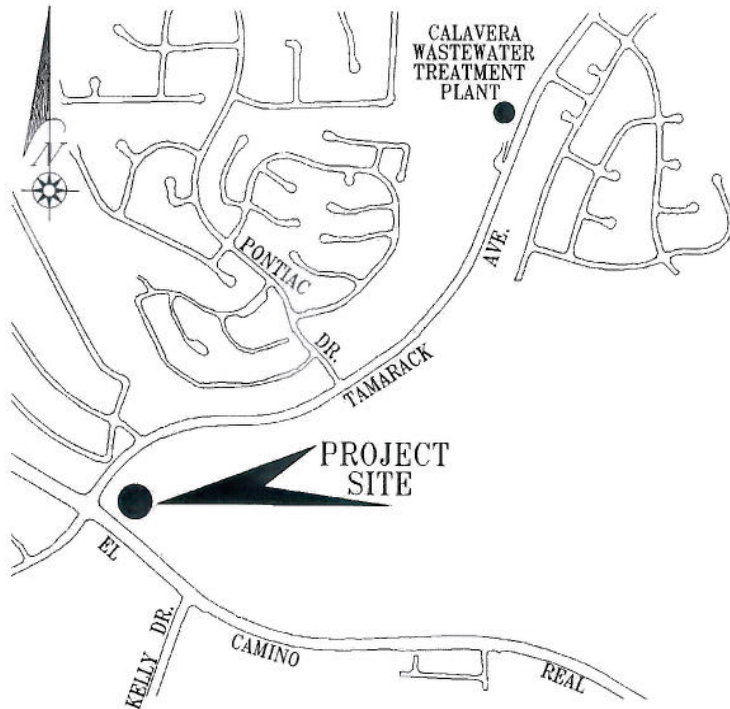 CALAVERA
WASTEWATER
TREATMENT
PLANT
N
PONTIAC
DR.
AVE.
TAMARACK
PROJECT
SITE
EL
KELLY DR.
CAMINO
REAL